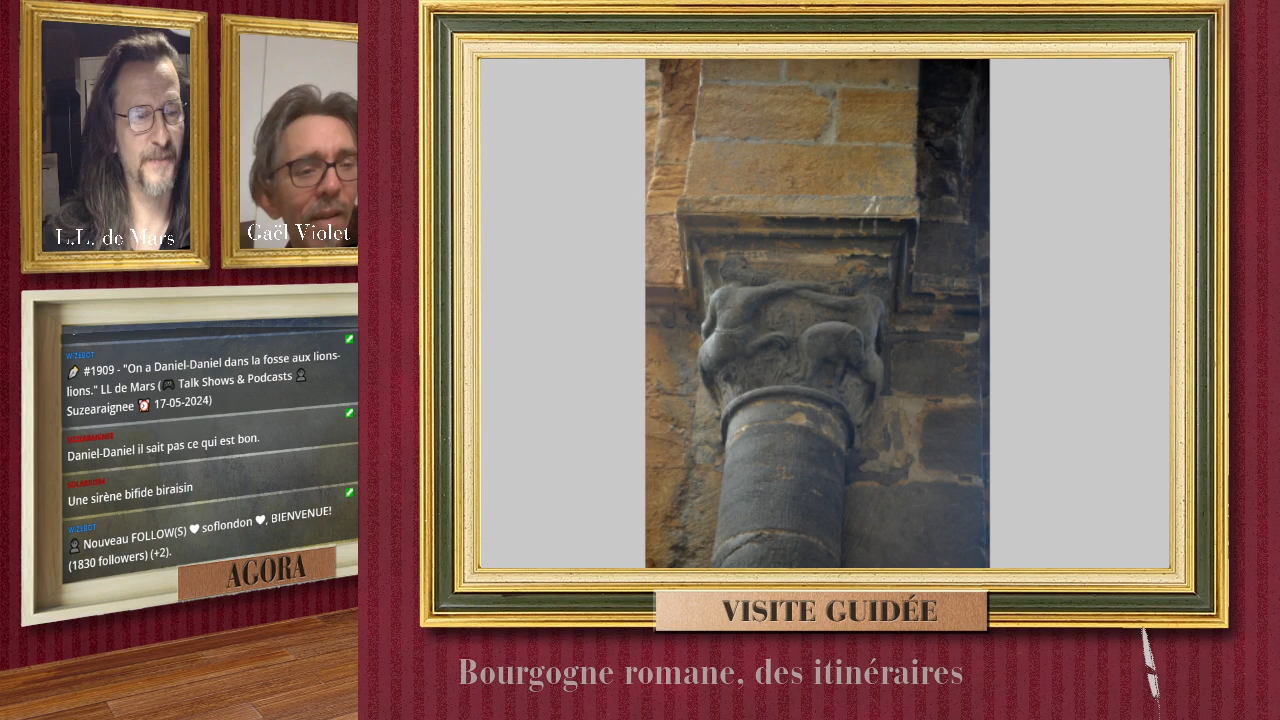 L.L. de Mars
Gaël Violet
WIZEBOT
#1909 - "On a Daniel-Daniel dans la fosse aux lions-
lions." LL de Mars ( Talk Shows & Podcasts
Suzearaignee 17-05-2024)
Daniel-Daniel il sait pas ce qui est bon.
Une sirène bifide biraisin
WIZEBOT
Nouveau FOLLOW(S) ♥ soflondon ♥, BIENVENUE!
(1830 followers) (+2).
AGORA
VISITE GUIDÉE
Bourgogne romane, des itinéraires